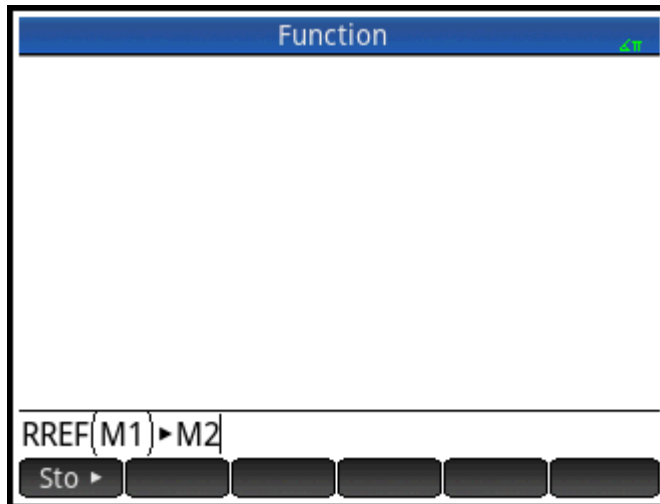 Function
∡π
RREF(M1)►M2
Sto ►